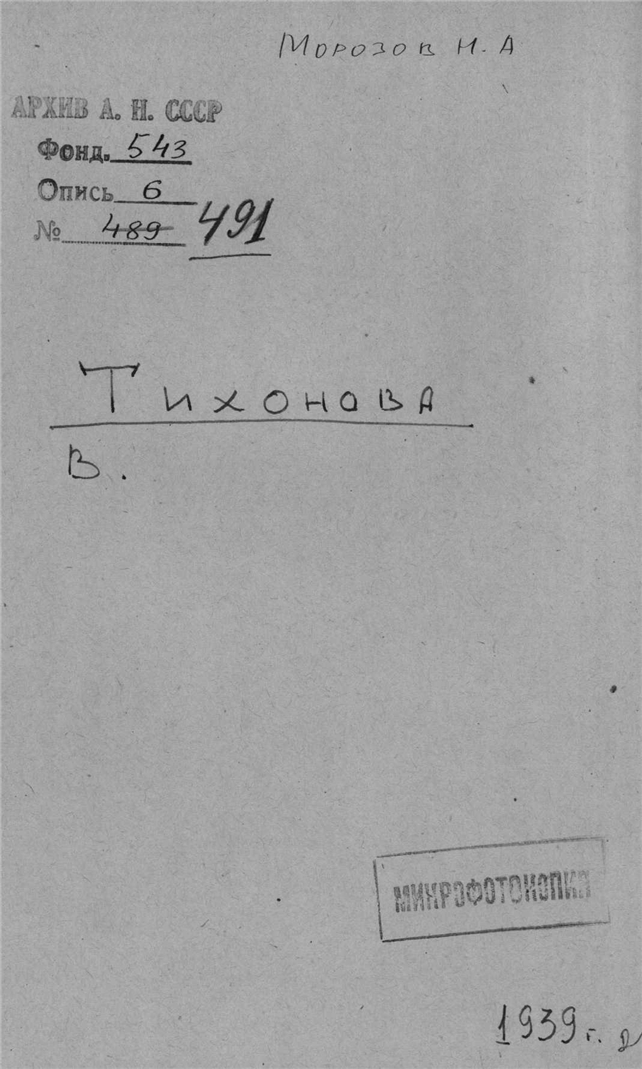 Морозов Н. А
АРХИВ А. Н. СССР
Фонд. 543
Опись 6
№ 489 491
Тихонова
В.
МИКРОФОТОКОПИЯ
1939 г.